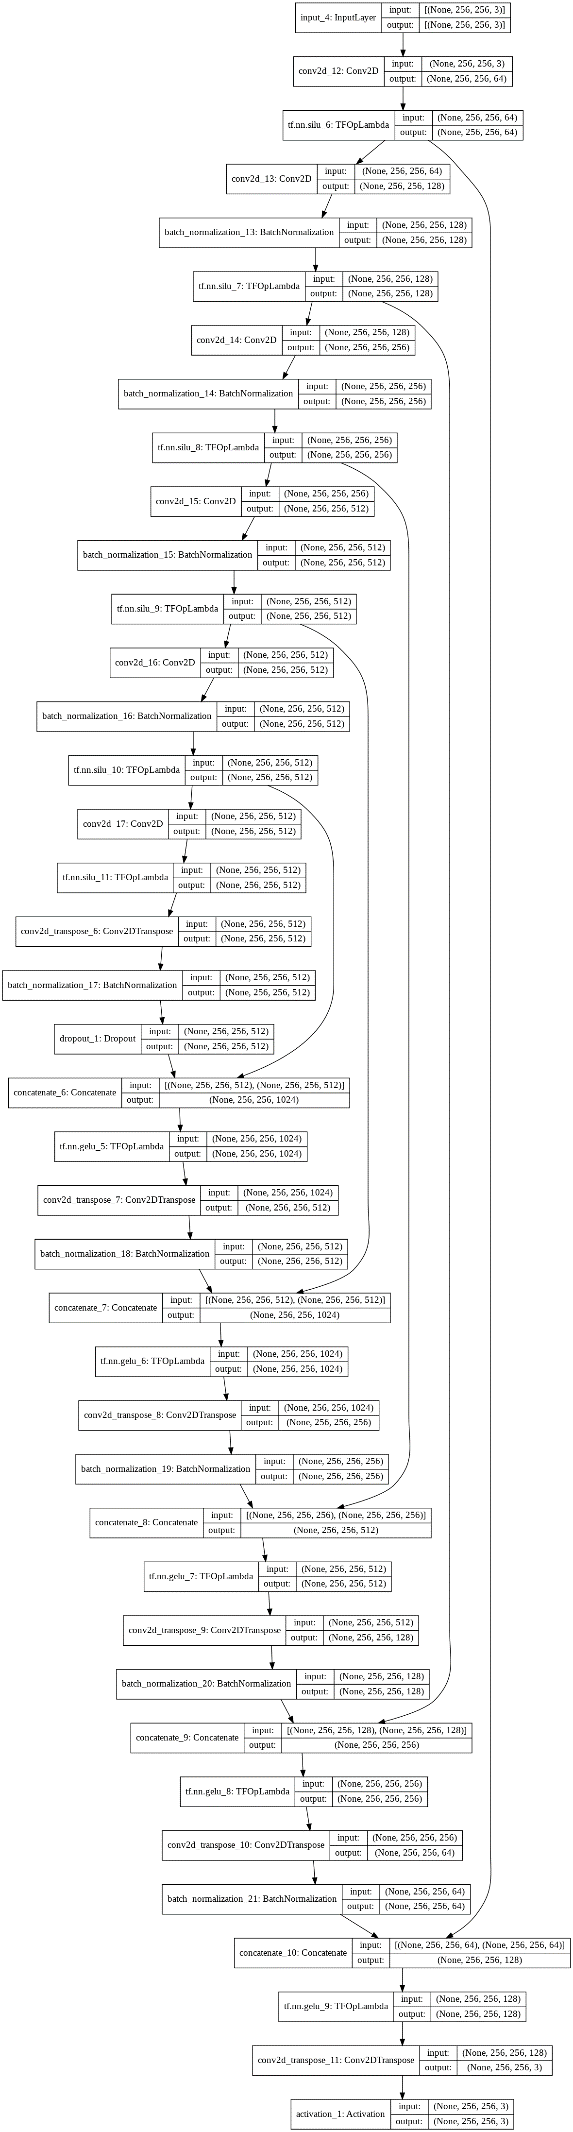 input_4: InputLayer input: [(None, 256, 256, 3)]
output: [(None, 256, 256, 3)]
conv2d_12: Conv2D input: (None, 256, 256, 3)
output: (None, 256, 256, 64)
tf.nn.silu_6: TFOpLambda input: (None, 256, 256, 64)
output: (None, 256, 256, 64)
conv2d_13: Conv2D input: (None, 256, 256, 64)
output: (None, 256, 256, 128)
batch_normalization_13: BatchNormalization input: (None, 256, 256, 128)
output: (None, 256, 256, 128)
tf.nn.silu_7: TFOpLambda input: (None, 256, 256, 128)
output: (None, 256, 256, 128)
conv2d_14: Conv2D input: (None, 256, 256, 128)
output: (None, 256, 256, 256)
batch_normalization_14: BatchNormalization input: (None, 256, 256, 256)
output: (None, 256, 256, 256)
tf.nn.silu_8: TFOpLambda input: (None, 256, 256, 256)
output: (None, 256, 256, 256)
conv2d_15: Conv2D input: (None, 256, 256, 256)
output: (None, 256, 256, 512)
batch_normalization_15: BatchNormalization input: (None, 256, 256, 512)
output: (None, 256, 256, 512)
tf.nn.silu_9: TFOpLambda input: (None, 256, 256, 512)
output: (None, 256, 256, 512)
conv2d_16: Conv2D input: (None, 256, 256, 512)
output: (None, 256, 256, 512)
batch_normalization_16: BatchNormalization input: (None, 256, 256, 512)
output: (None, 256, 256, 512)
tf.nn.silu_10: TFOpLambda input: (None, 256, 256, 512)
output: (None, 256, 256, 512)
conv2d_17: Conv2D input: (None, 256, 256, 512)
output: (None, 256, 256, 512)
tf.nn.silu_11: TFOpLambda input: (None, 256, 256, 512)
output: (None, 256, 256, 512)
conv2d_transpose_6: Conv2DTranspose input: (None, 256, 256, 512)
output: (None, 256, 256, 512)
batch_normalization_17: BatchNormalization input: (None, 256, 256, 512)
output: (None, 256, 256, 512)
dropout_1: Dropout input: (None, 256, 256, 512)
output: (None, 256, 256, 512)
concatenate_6: Concatenate input: [(None, 256, 256, 512), (None, 256, 256, 512)]
output: (None, 256, 256, 1024)
tf.nn.gelu_5: TFOpLambda input: (None, 256, 256, 1024)
output: (None, 256, 256, 1024)
conv2d_transpose_7: Conv2DTranspose input: (None, 256, 256, 1024)
output: (None, 256, 256, 512)
batch_normalization_18: BatchNormalization input: (None, 256, 256, 512)
output: (None, 256, 256, 512)
concatenate_7: Concatenate input: [(None, 256, 256, 512), (None, 256, 256, 512)]
output: (None, 256, 256, 1024)
tf.nn.gelu_6: TFOpLambda input: (None, 256, 256, 1024)
output: (None, 256, 256, 1024)
conv2d_transpose_8: Conv2DTranspose input: (None, 256, 256, 1024)
output: (None, 256, 256, 256)
batch_normalization_19: BatchNormalization input: (None, 256, 256, 256)
output: (None, 256, 256, 256)
concatenate_8: Concatenate input: [(None, 256, 256, 256), (None, 256, 256, 256)]
output: (None, 256, 256, 512)
tf.nn.gelu_7: TFOpLambda input: (None, 256, 256, 512)
output: (None, 256, 256, 512)
conv2d_transpose_9: Conv2DTranspose input: (None, 256, 256, 512)
output: (None, 256, 256, 128)
batch_normalization_20: BatchNormalization input: (None, 256, 256, 128)
output: (None, 256, 256, 128)
concatenate_9: Concatenate input: [(None, 256, 256, 128), (None, 256, 256, 128)]
output: (None, 256, 256, 256)
tf.nn.gelu_8: TFOpLambda input: (None, 256, 256, 256)
output: (None, 256, 256, 256)
conv2d_transpose_10: Conv2DTranspose input: (None, 256, 256, 256)
output: (None, 256, 256, 64)
batch_normalization_21: BatchNormalization input: (None, 256, 256, 64)
output: (None, 256, 256, 64)
concatenate_10: Concatenate input: [(None, 256, 256, 64), (None, 256, 256, 64)]
output: (None, 256, 256, 128)
tf.nn.gelu_9: TFOpLambda input: (None, 256, 256, 128)
output: (None, 256, 256, 128)
conv2d_transpose_11: Conv2DTranspose input: (None, 256, 256, 128)
output: (None, 256, 256, 3)
activation_1: Activation input: (None, 256, 256, 3)
output: (None, 256, 256, 3)